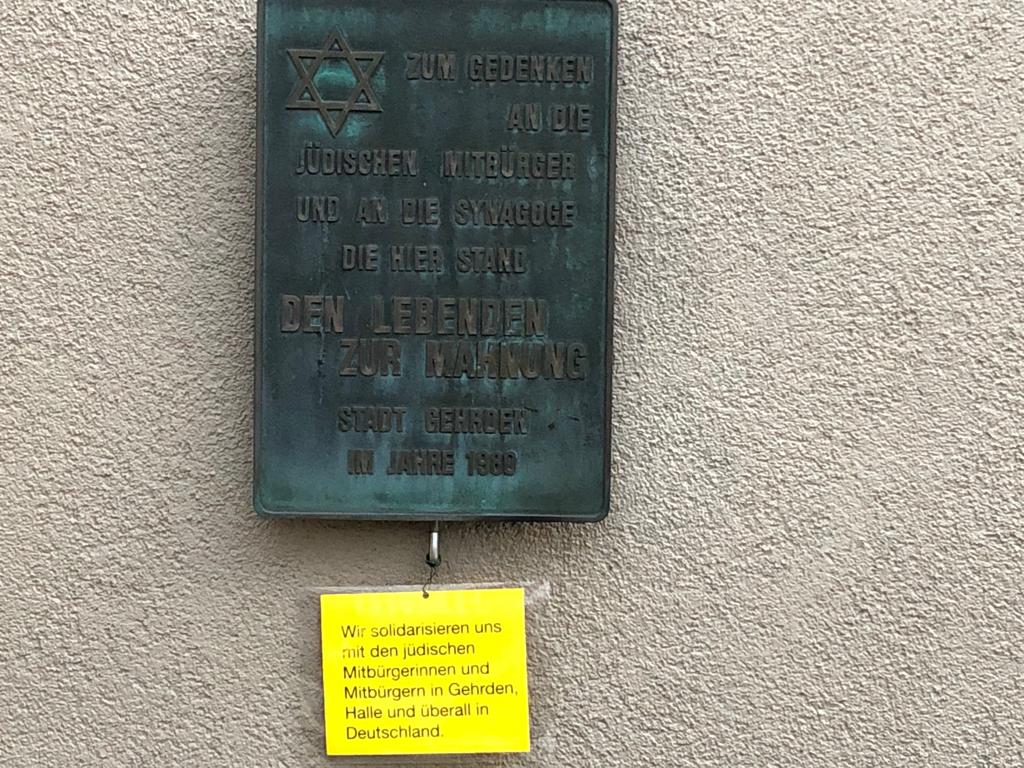 ZUM GEDENKEN
AN DIE
JÜDISCHEN MITBÜRGER
UND AN DIE SYNAGOGE
DIE HIER STAND
DEN LEBENDEN
ZUR MAHNUNG
STADT GEHRDEN
IM JAHRE 1989
Wir solidarisieren uns
mit den jüdischen
Mitbürgerinnen und
Mitbürgern in Gehrden,
Halle und überall in
Deutschland.